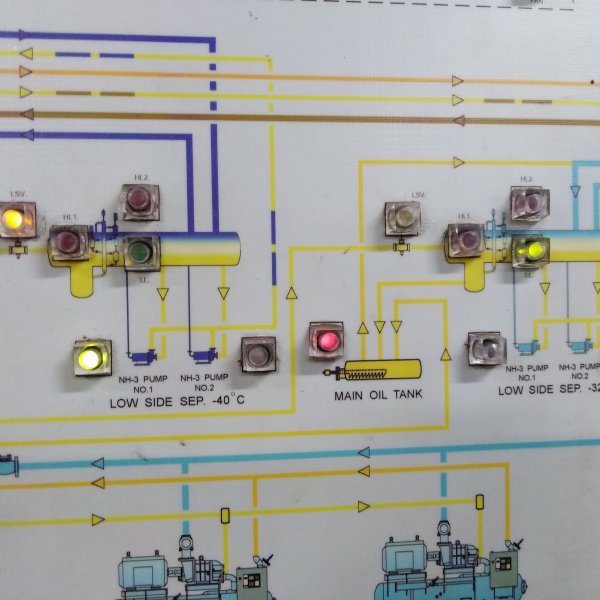 FAN
HL2.
HL2.
LSV.
HL1.
LSV.
HL1.
LL.
LL.
NH-3 PUMP
NO.1
NH-3 PUMP
NO.2
LOW SIDE SEP. -40°C
MAIN OIL TANK
NH-3 PUMP
NO.1
NH-3 PUMP
NO.2
LOW SIDE SEP. -32